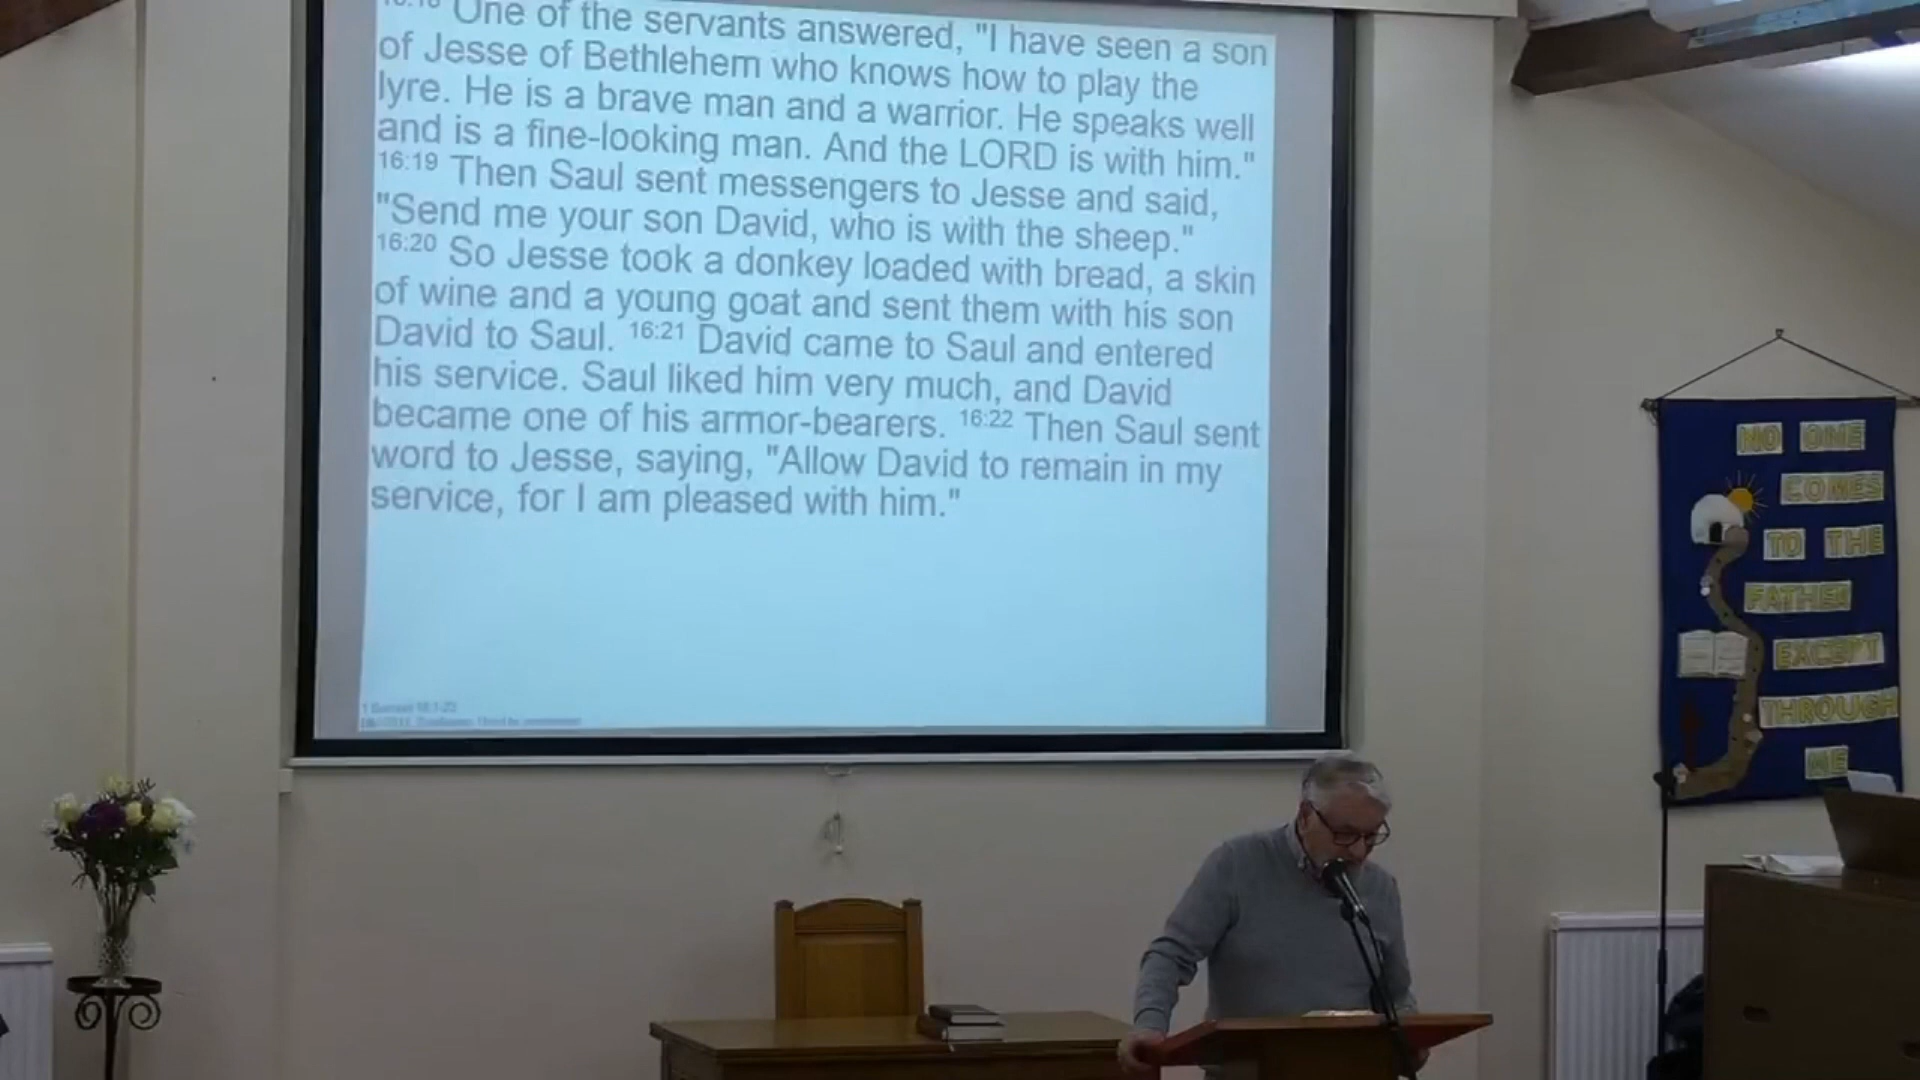 16:18 One of the servants answered, "I have seen a son
of Jesse of Bethlehem who knows how to play the
lyre. He is a brave man and a warrior. He speaks well
and is a fine-looking man. And the LORD is with him."
16:19 Then Saul sent messengers to Jesse and said,
"Send me your son David, who is with the sheep."
16:20 So Jesse took a donkey loaded with bread, a skin
of wine and a young goat and sent them with his son
David to Saul. 16:21 David came to Saul and entered
his service. Saul liked him very much, and David
became one of his armor-bearers. 16:22 Then Saul sent
word to Jesse, saying, "Allow David to remain in my
service, for I am pleased with him."
1 Samuel 16:1-23
NO ONE
COMES
TO THE
FATHER
EXCEPT
THROUGH
ME